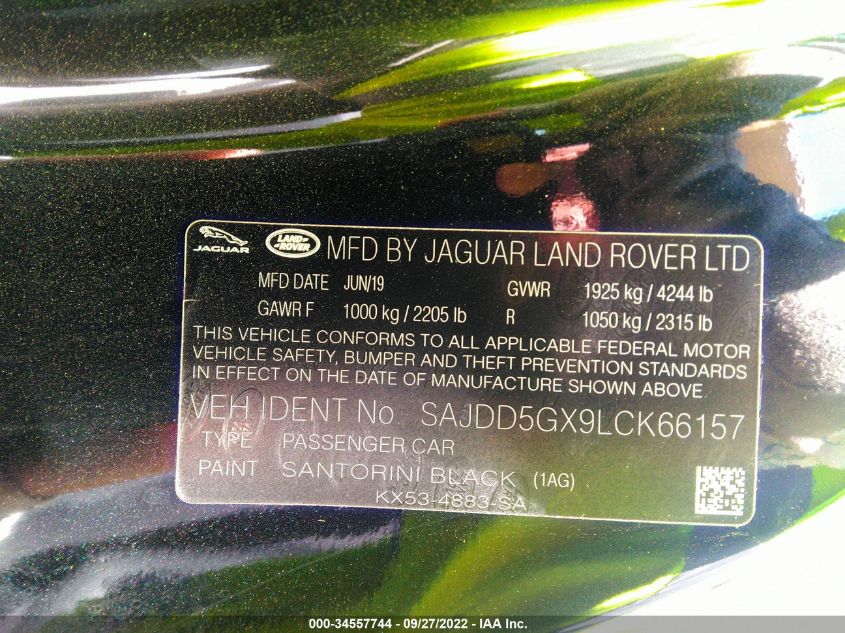 JAGUAR LAND ROVER MFD BY JAGUAR LAND ROVER LTD
MFD DATE JUN/19 GVWR 1925 kg / 4244 lb
GAWR F 1000 kg / 2205 lb R 1050 kg / 2315 lb
THIS VEHICLE CONFORMS TO ALL APPLICABLE FEDERAL MOTOR
VEHICLE SAFETY, BUMPER AND THEFT PREVENTION STANDARDS
IN EFFECT ON THE DATE OF MANUFACTURE SHOWN ABOVE.
VEH IDENT No. SAJDD5GX9LCK66157
TYPE PASSENGER CAR
PAINT SANTORINI BLACK (1AG)
KX53-4883-SA
000-34557744 - 09/27/2022 - IAA Inc.